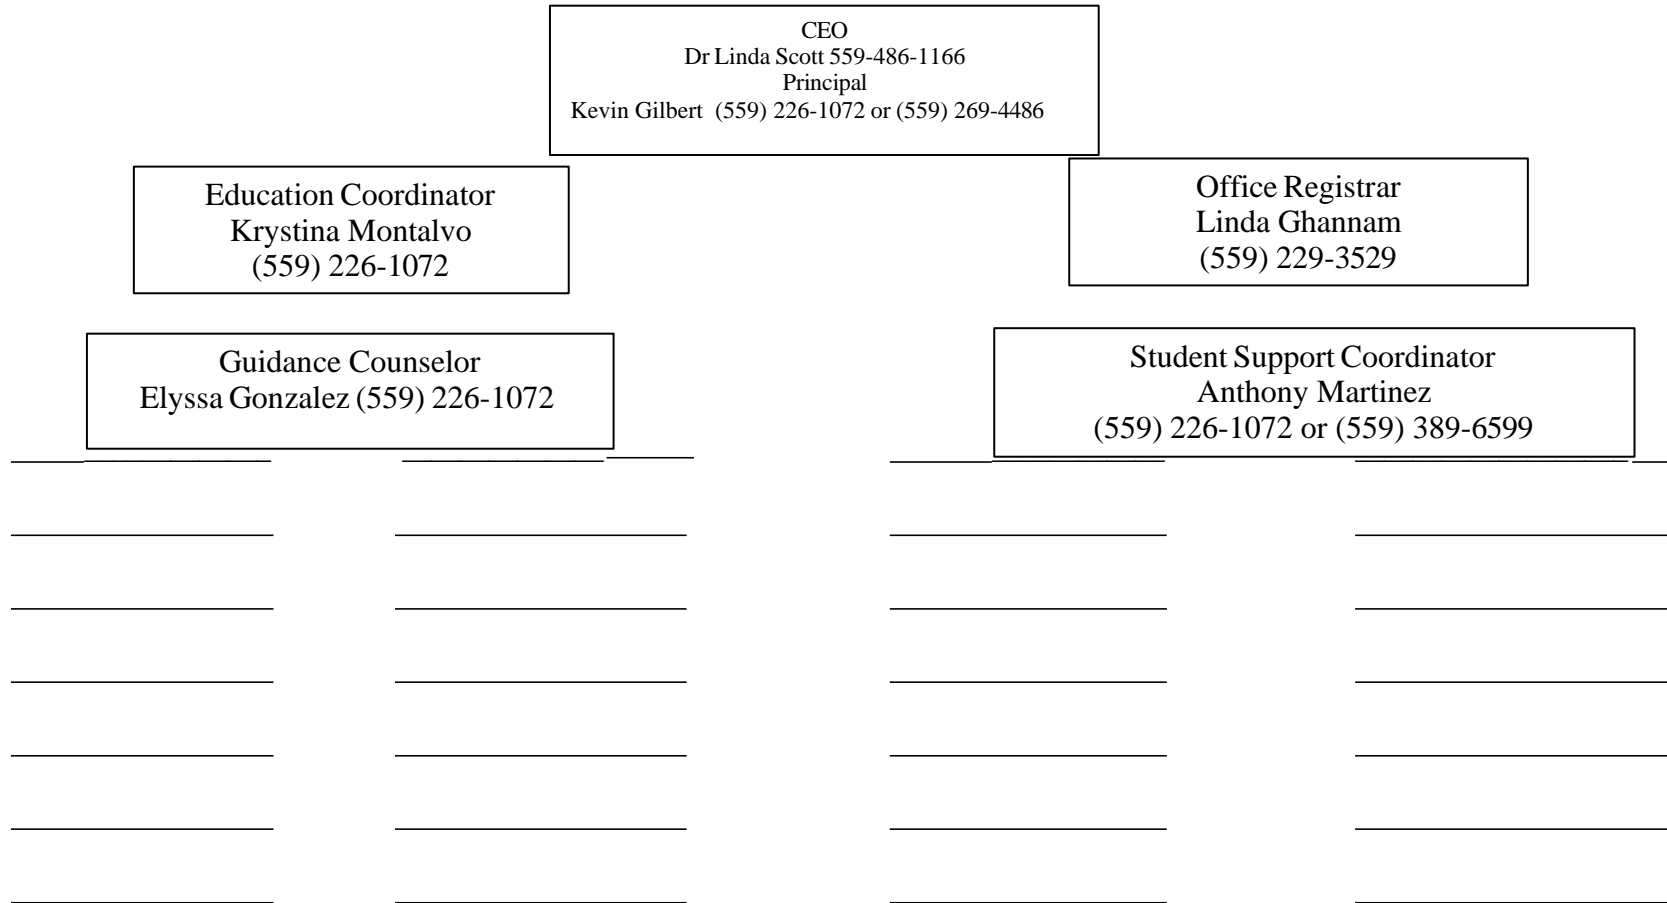 CEO
Dr Linda Scott 559-486-1166
Principal
Kevin Gilbert (559) 226-1072 or (559) 269-4486
Education Coordinator
Krystina Montalvo
(559) 226-1072
Office Registrar
Linda Ghannam
(559) 229-3529
Guidance Counselor
Elyssa Gonzalez (559) 226-1072
Student Support Coordinator
Anthony Martinez
(559) 226-1072 or (559) 389-6599